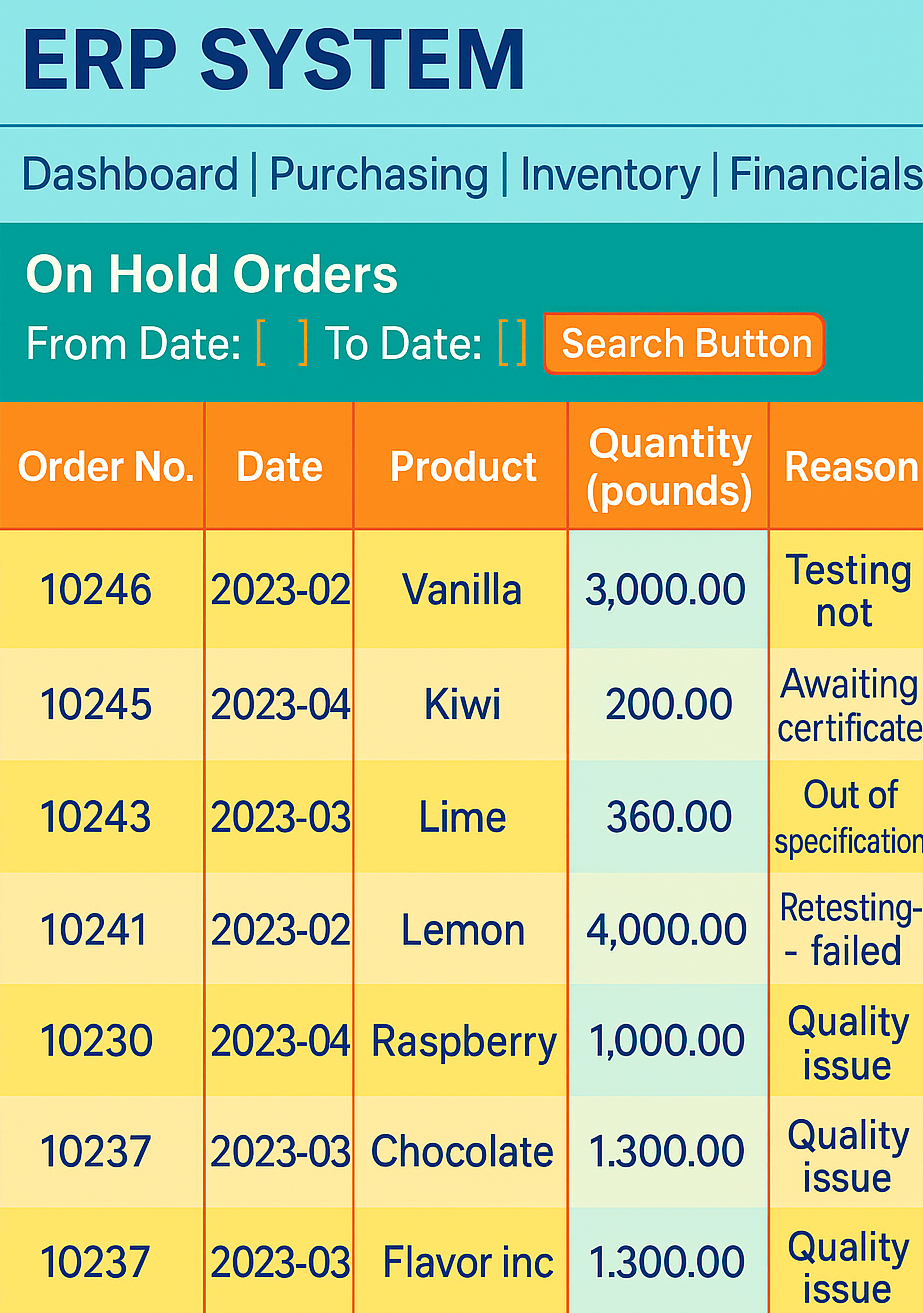 ERP SYSTEM
Dashboard | Purchasing | Inventory | Financials
On Hold Orders
From Date: [ ] To Date: [ ] Search Button
Order No. Date Product Quantity (pounds) Reason
10246 2023-02 Vanilla 3,000.00 Testing not
10245 2023-04 Kiwi 200.00 Awaiting certificate
10243 2023-03 Lime 360.00 Out of specification
10241 2023-02 Lemon 4,000.00 Retesting- - failed
10230 2023-04 Raspberry 1,000.00 Quality issue
10237 2023-03 Chocolate 1.300.00 Quality issue
10237 2023-03 Flavor inc 1.300.00 Quality issue